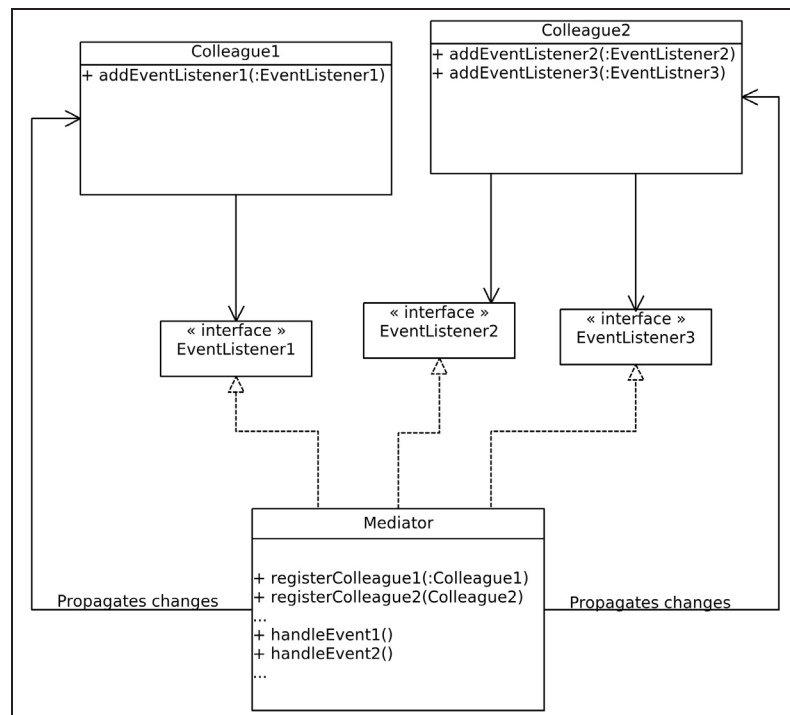 Colleague1
+ addEventListener1(:EventListener1)
Colleague2
+ addEventListener2(:EventListener2)
+ addEventListener3(:EventListner3)
« interface »
EventListener1
« interface »
EventListener2
« interface »
EventListener3
Mediator
+ registerColleague1(:Colleague1)
+ registerColleague2(Colleague2)
...
+ handleEvent1()
+ handleEvent2()
...
Propagates changes
Propagates changes